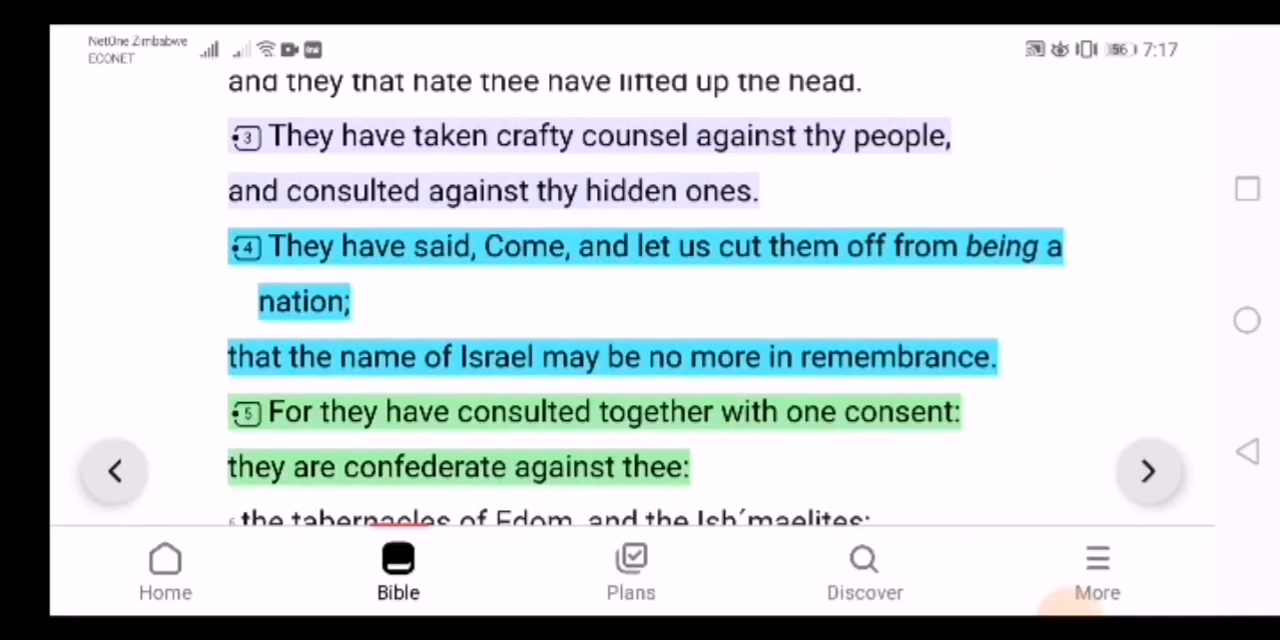 NetOne Zimbabwe
ECONET
56 7:17
and they that hate thee have lifted up the head.
3 They have taken crafty counsel against thy people,
and consulted against thy hidden ones.
4 They have said, Come, and let us cut them off from being a
nation;
that the name of Israel may be no more in remembrance.
5 For they have consulted together with one consent:
they are confederate against thee:
6 the tabernacles of Edom, and the Ish′maelites;
Home
Bible
Plans
Discover
More